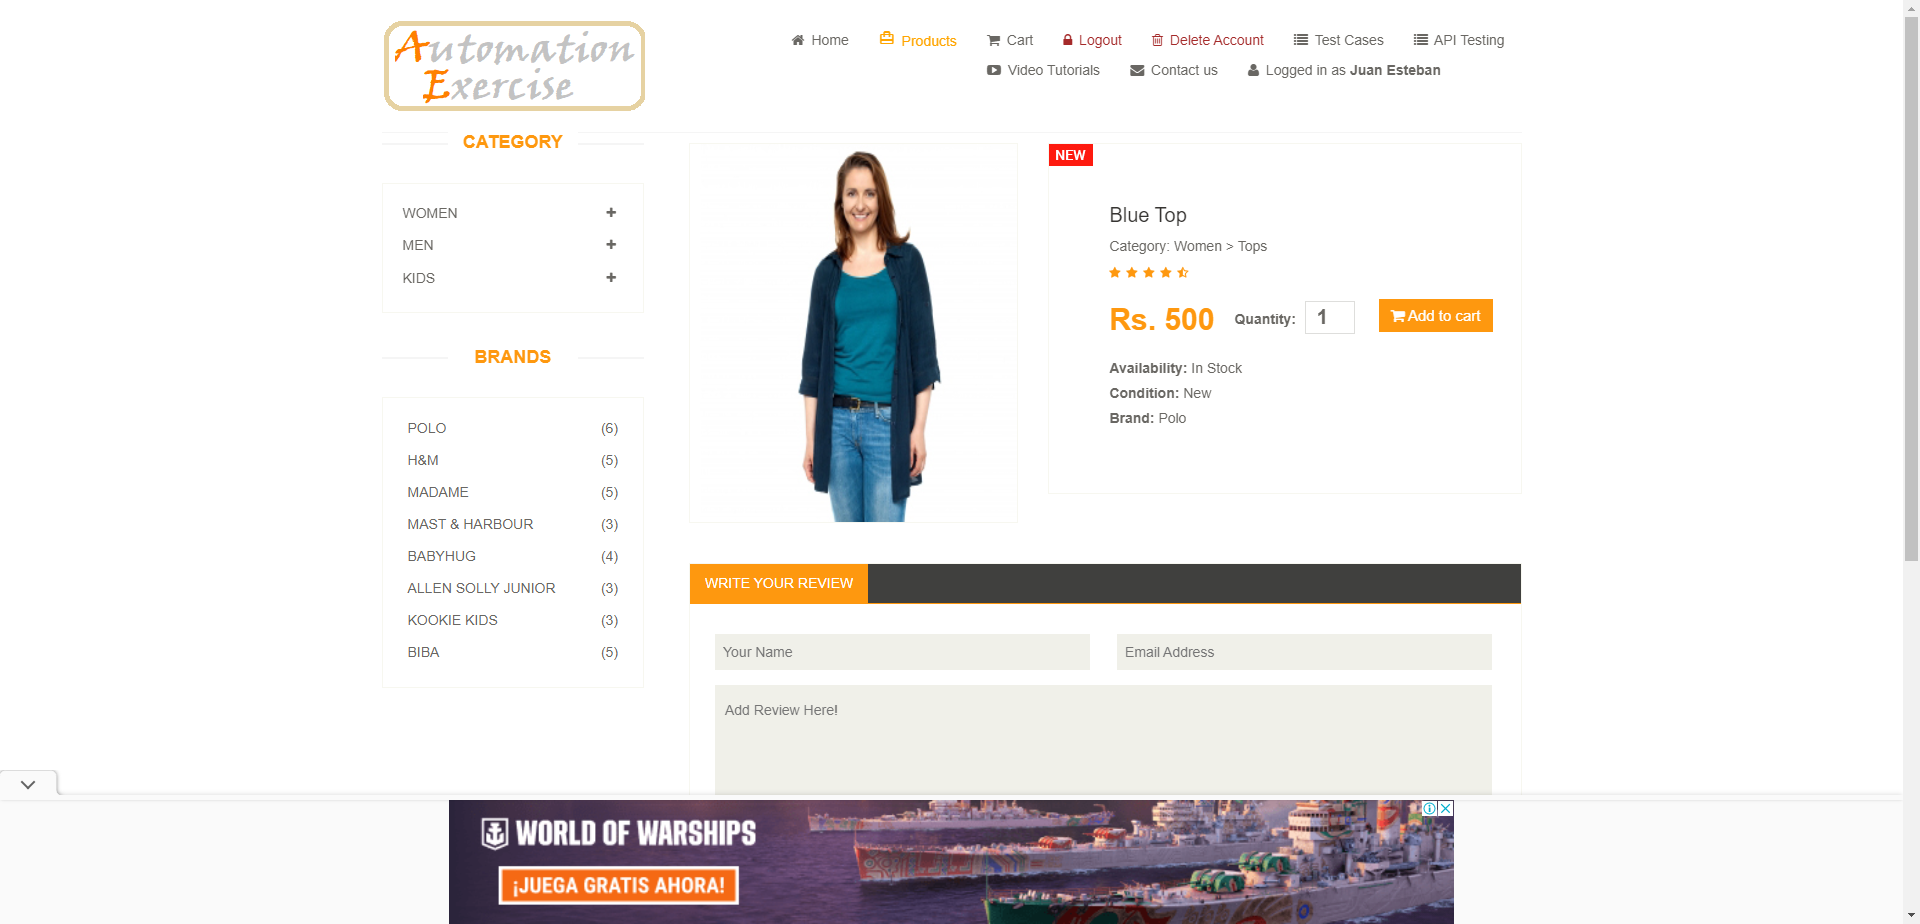 Automation
Exercise
Home
Products
Cart
Logout
Delete Account
Test Cases
API Testing
Video Tutorials
Contact us
Logged in as Juan Esteban
CATEGORY
WOMEN
MEN
KIDS
BRANDS
POLO (6)
H&M (5)
MADAME (5)
MAST & HARBOUR (3)
BABYHUG (4)
ALLEN SOLLY JUNIOR (3)
KOOKIE KIDS (3)
BIBA (5)
NEW
Blue Top
Category: Women > Tops
Rs. 500
Quantity: 1
Add to cart
Availability: In Stock
Condition: New
Brand: Polo
WRITE YOUR REVIEW
Your Name
Email Address
Add Review Here!
WORLD OF WARSHIPS
¡JUEGA GRATIS AHORA!